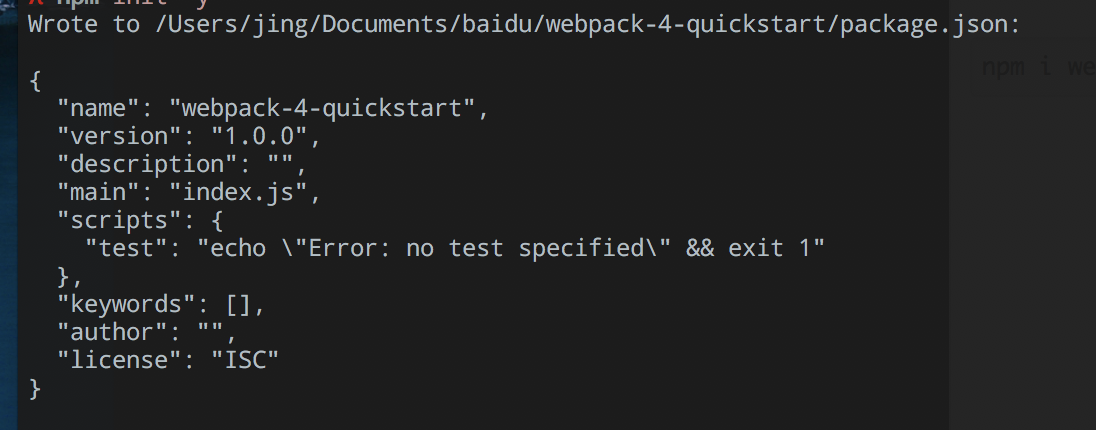 npm init -y
Wrote to /Users/jing/Documents/baidu/webpack-4-quickstart/package.json:
npm i we
{
  "name": "webpack-4-quickstart",
  "version": "1.0.0",
  "description": "",
  "main": "index.js",
  "scripts": {
    "test": "echo \"Error: no test specified\" && exit 1"
  },
  "keywords": [],
  "author": "",
  "license": "ISC"
}